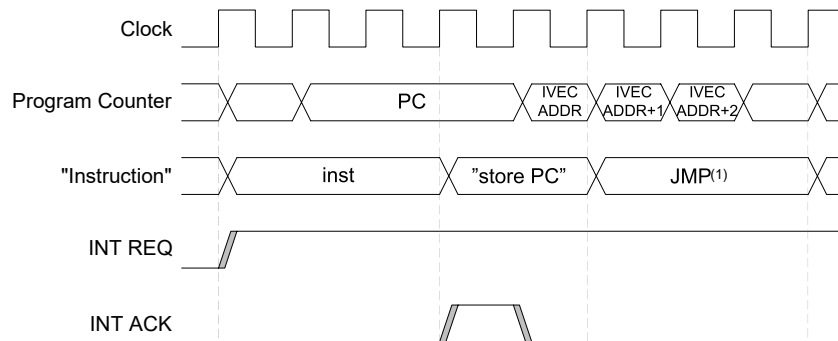 Clock
Program Counter
PC
IVEC
ADDR
IVEC
ADDR+1
IVEC
ADDR+2
"Instruction"
inst
”store PC”
JMP(1)
INT REQ
INT ACK